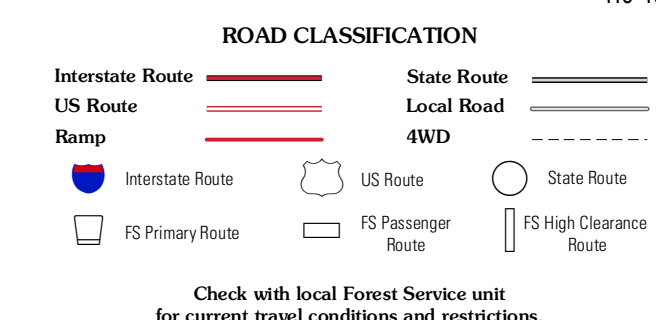 ROAD CLASSIFICATION
Interstate Route State Route
US Route Local Road
Ramp 4WD
Interstate Route US Route State Route
FS Primary Route FS Passenger Route FS High Clearance Route
Check with local Forest Service unit
for current travel conditions and restrictions.